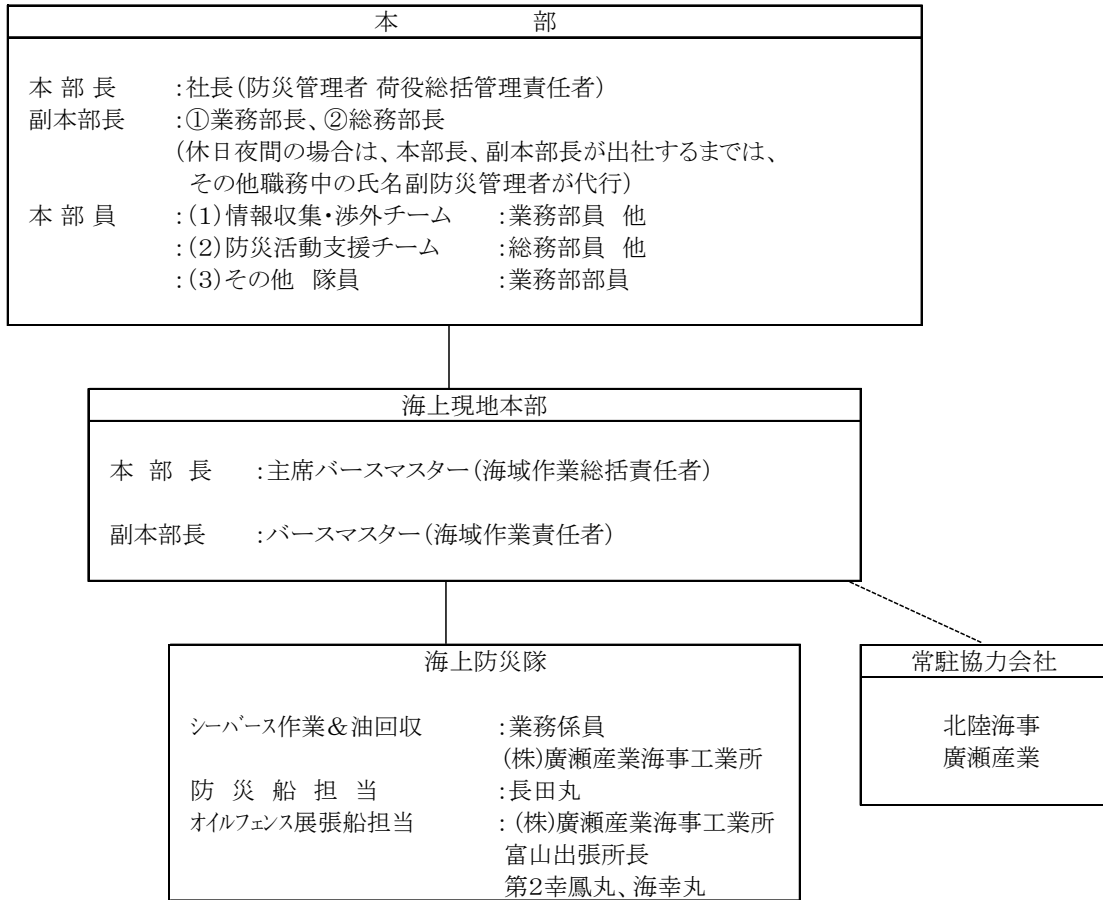 本　部
本 部 長 :社長(防災管理者 荷役総括管理責任者)
副本部長 :①業務部長、②総務部長
(休日夜間の場合は、本部長、副本部長が出社するまでは、
その他職務中の氏名副防災管理者が代行)
本 部 員 :(1)情報収集・渉外チーム :業務部員 他
:(2)防災活動支援チーム :総務部員 他
:(3)その他 隊員 :業務部部員
海上現地本部
本 部 長 :主席バースマスター(海域作業総括責任者)
副本部長 :バースマスター(海域作業責任者)
海上防災隊
シーバース作業&油回収 :業務係員
(株)廣瀬産業海事工業所
防 災 船 担 当 :長田丸
オイルフェンス展張船担当 :(株)廣瀬産業海事工業所
富山出張所長
第2幸鳳丸、海幸丸
常駐協力会社
北陸海事
廣瀬産業